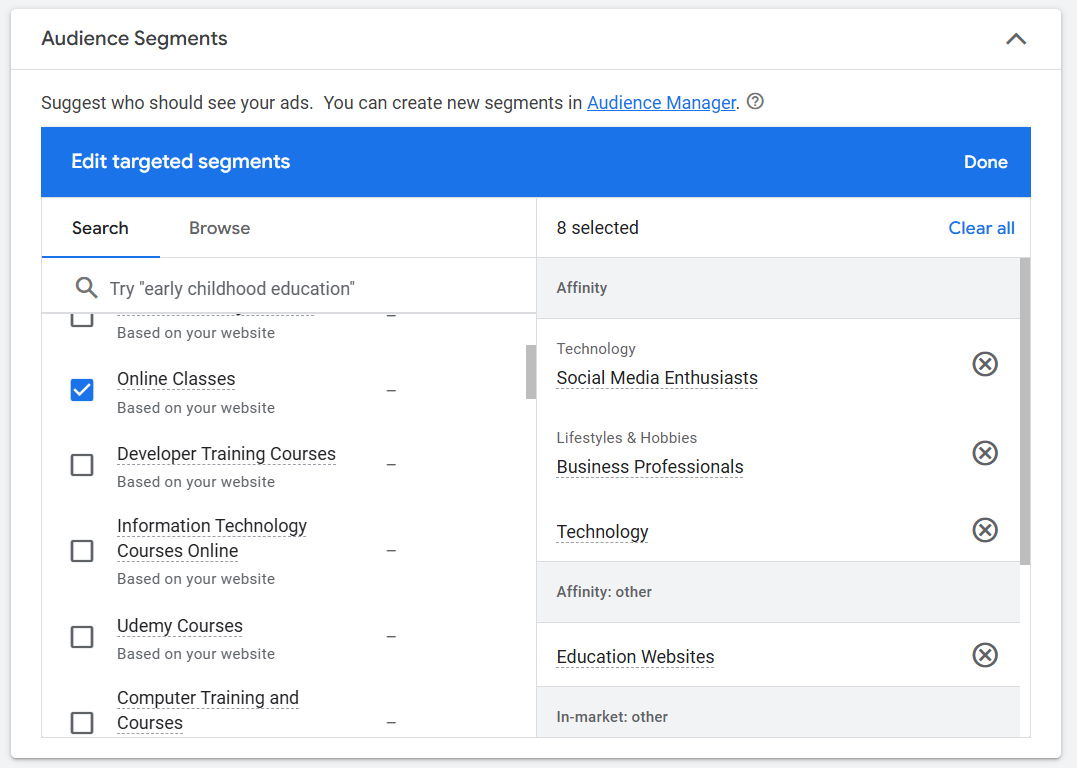 Audience Segments
Suggest who should see your ads. You can create new segments in Audience Manager.
Edit targeted segments
Done
Search
Browse
Try "early childhood education"
Based on your website
Online Classes
–
Based on your website
Developer Training Courses
–
Based on your website
Information Technology
Courses Online
–
Based on your website
Udemy Courses
–
Based on your website
Computer Training and
Courses
–
8 selected
Clear all
Affinity
Technology
Social Media Enthusiasts
Lifestyles & Hobbies
Business Professionals
Technology
Affinity: other
Education Websites
In-market: other